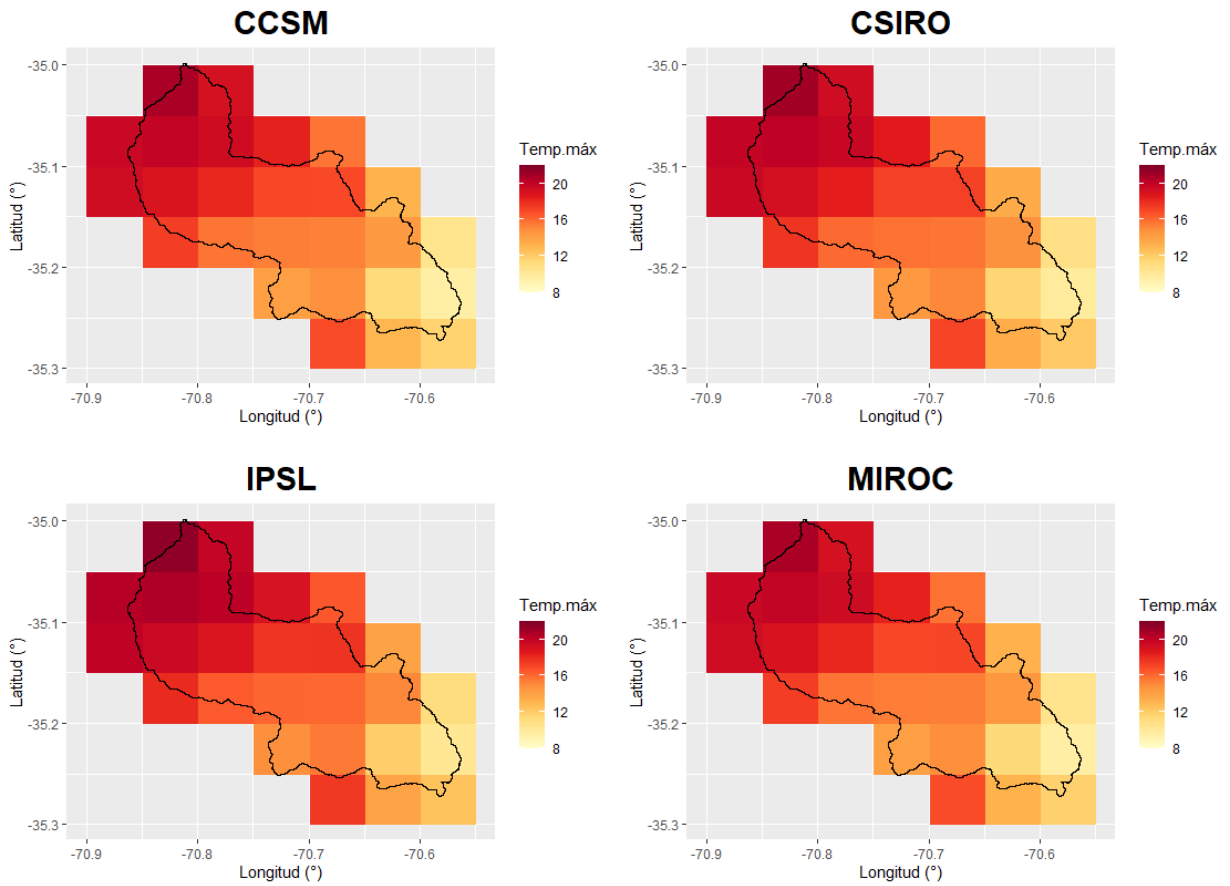 CCSM
Latitud (°)
-35.0
-35.1
-35.2
-35.3
-70.9 -70.8 -70.7 -70.6
Longitud (°)
Temp.máx
20
16
12
8
CSIRO
Latitud (°)
-35.0
-35.1
-35.2
-35.3
-70.9 -70.8 -70.7 -70.6
Longitud (°)
Temp.máx
20
16
12
8
IPSL
Latitud (°)
-35.0
-35.1
-35.2
-35.3
-70.9 -70.8 -70.7 -70.6
Longitud (°)
Temp.máx
20
16
12
8
MIROC
Latitud (°)
-35.0
-35.1
-35.2
-35.3
-70.9 -70.8 -70.7 -70.6
Longitud (°)
Temp.máx
20
16
12
8